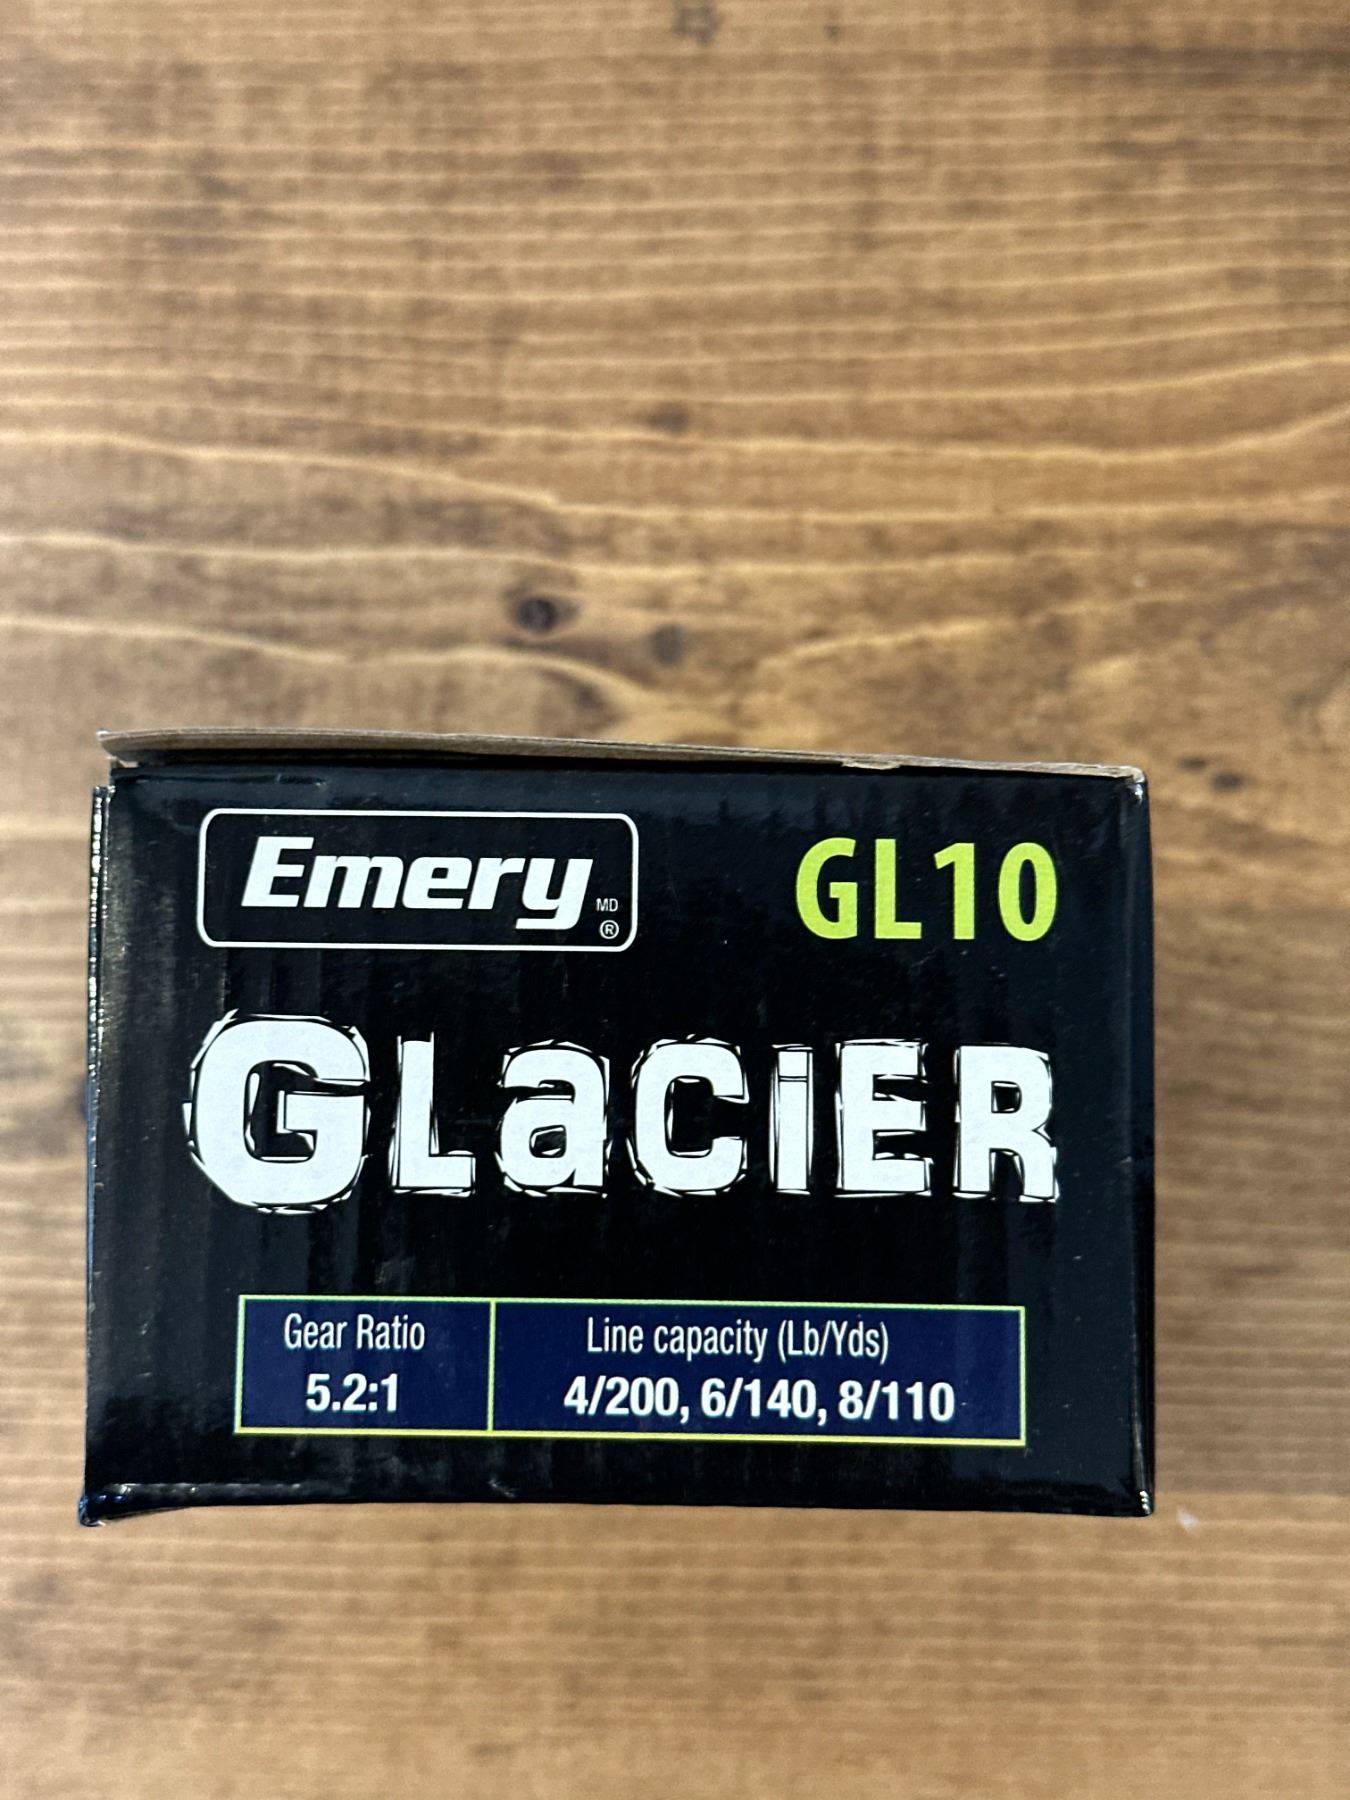 Emery MD ® GL10
GLaCiER
Gear Ratio Line capacity (Lb/Yds)
5.2:1 4/200, 6/140, 8/110